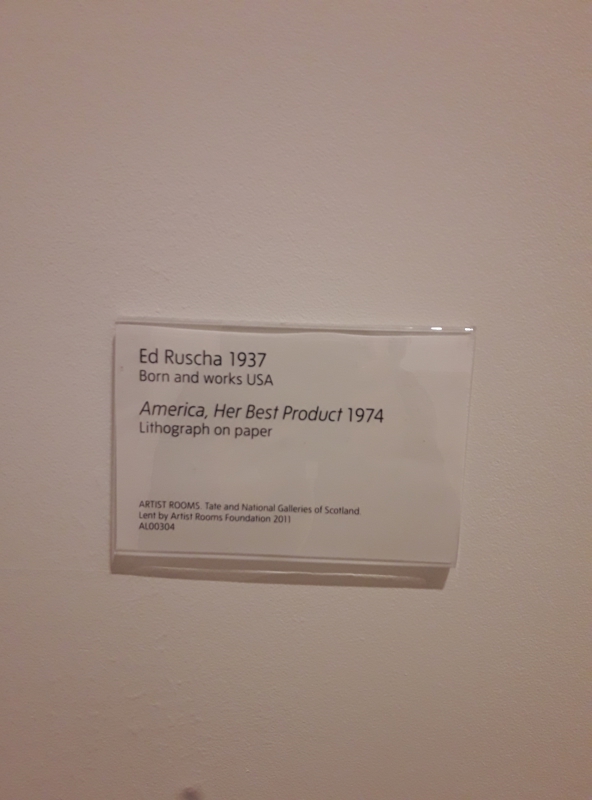 Ed Ruscha 1937
Born and works USA
America, Her Best Product 1974
Lithograph on paper
ARTIST ROOMS. Tate and National Galleries of Scotland.
Lent by Artist Rooms Foundation 2011
AL00304